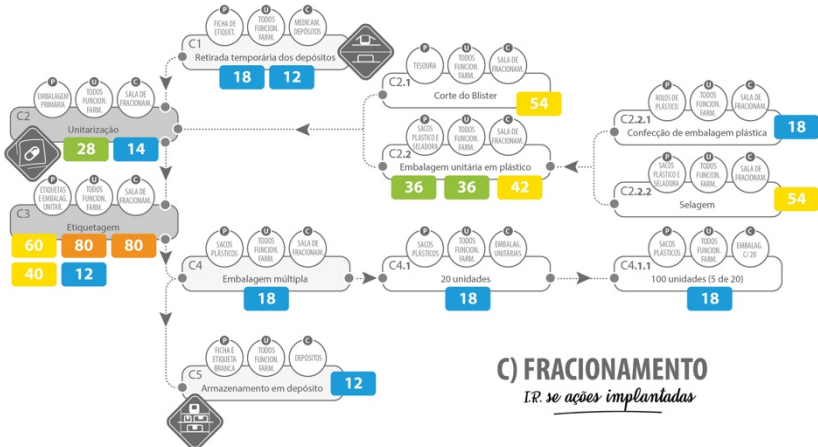 P U C
FICHA DE ETIQUET.
TODOS FUNCION. FARM.
MEDICAM. DEPÓSITOS
C1
Retirada temporária dos depósitos
18 12
P U C
EMBALAGEM PRIMÁRIA
TODOS FUNCION. FARM.
SALA DE FRACIONAM.
C2
Unitarização
28 14
P U C
TESOURA
TODOS FUNCION. FARM.
SALA DE FRACIONAM.
C2.1
Corte do Blister
54
P U C
SACOS PLÁSTICO E SELADORA
TODOS FUNCION. FARM.
SALA DE FRACIONAM.
C2.2
Embalagem unitária em plástico
36 36 42
P U C
ROLOS DE PLÁSTICO
TODOS FUNCION. FARM.
SALA DE FRACIONAM.
C2.2.1
Confecção de embalagem plástica
18
P U C
SACOS PLÁSTICO E SELADORA
TODOS FUNCION. FARM.
SALA DE FRACIONAM.
C2.2.2
Selagem
54
P U C
ETIQUETAS E EMBALAG. UNITAR.
TODOS FUNCION. FARM.
SALA DE FRACIONAM.
C3
Etiquetagem
60 80 80
40 12
P U C
SACOS PLÁSTICOS
TODOS FUNCION. FARM.
SALA DE FRACIONAM.
C4
Embalagem múltipla
18
P U C
SACOS PLÁSTICOS
TODOS FUNCION. FARM.
EMBALAG. UNITÁRIAS
C4.1
20 unidades
18
P U C
SACOS PLÁSTICOS
TODOS FUNCION. FARM.
EMBALAG. C/ 20
C4.1.1
100 unidades (5 de 20)
18
P U C
FICHA E ETIQUETA BRANCA
TODOS FUNCION. FARM.
DEPÓSITOS
C5
Armazenamento em depósito
12
C) FRACIONAMENTO
I.R. se ações implantadas